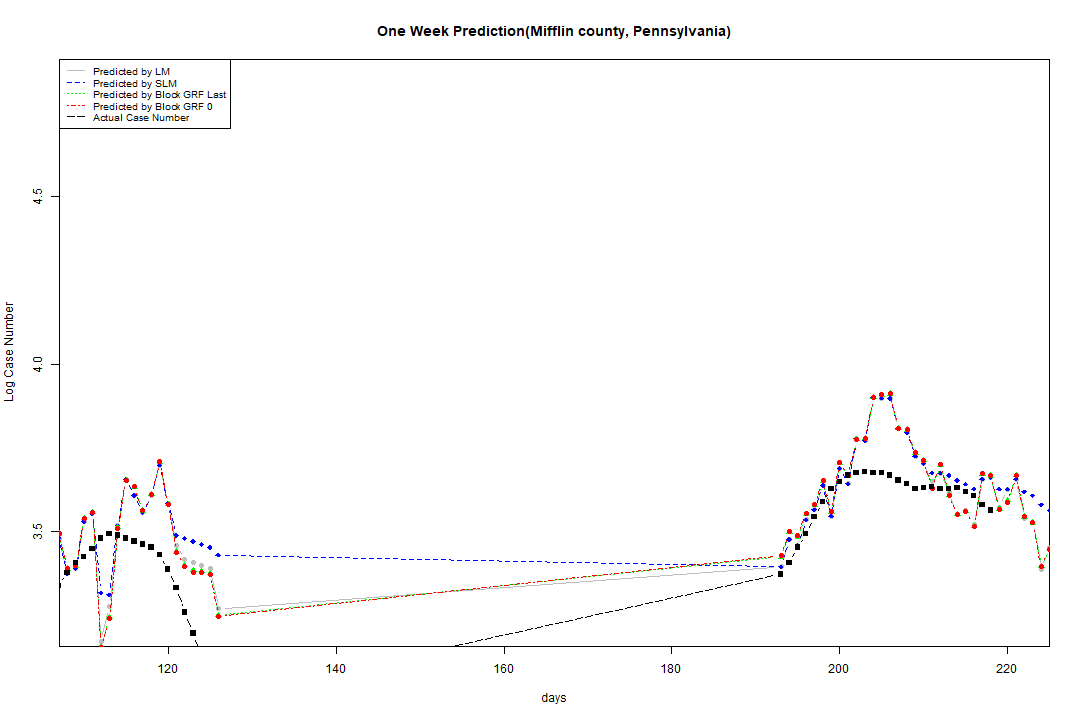 One Week Prediction(Mifflin county, Pennsylvania)
Predicted by LM
Predicted by SLM
Predicted by Block GRF Last
Predicted by Block GRF 0
Actual Case Number
4.5
4.0
3.5
Log Case Number
120 140 160 180 200 220
days